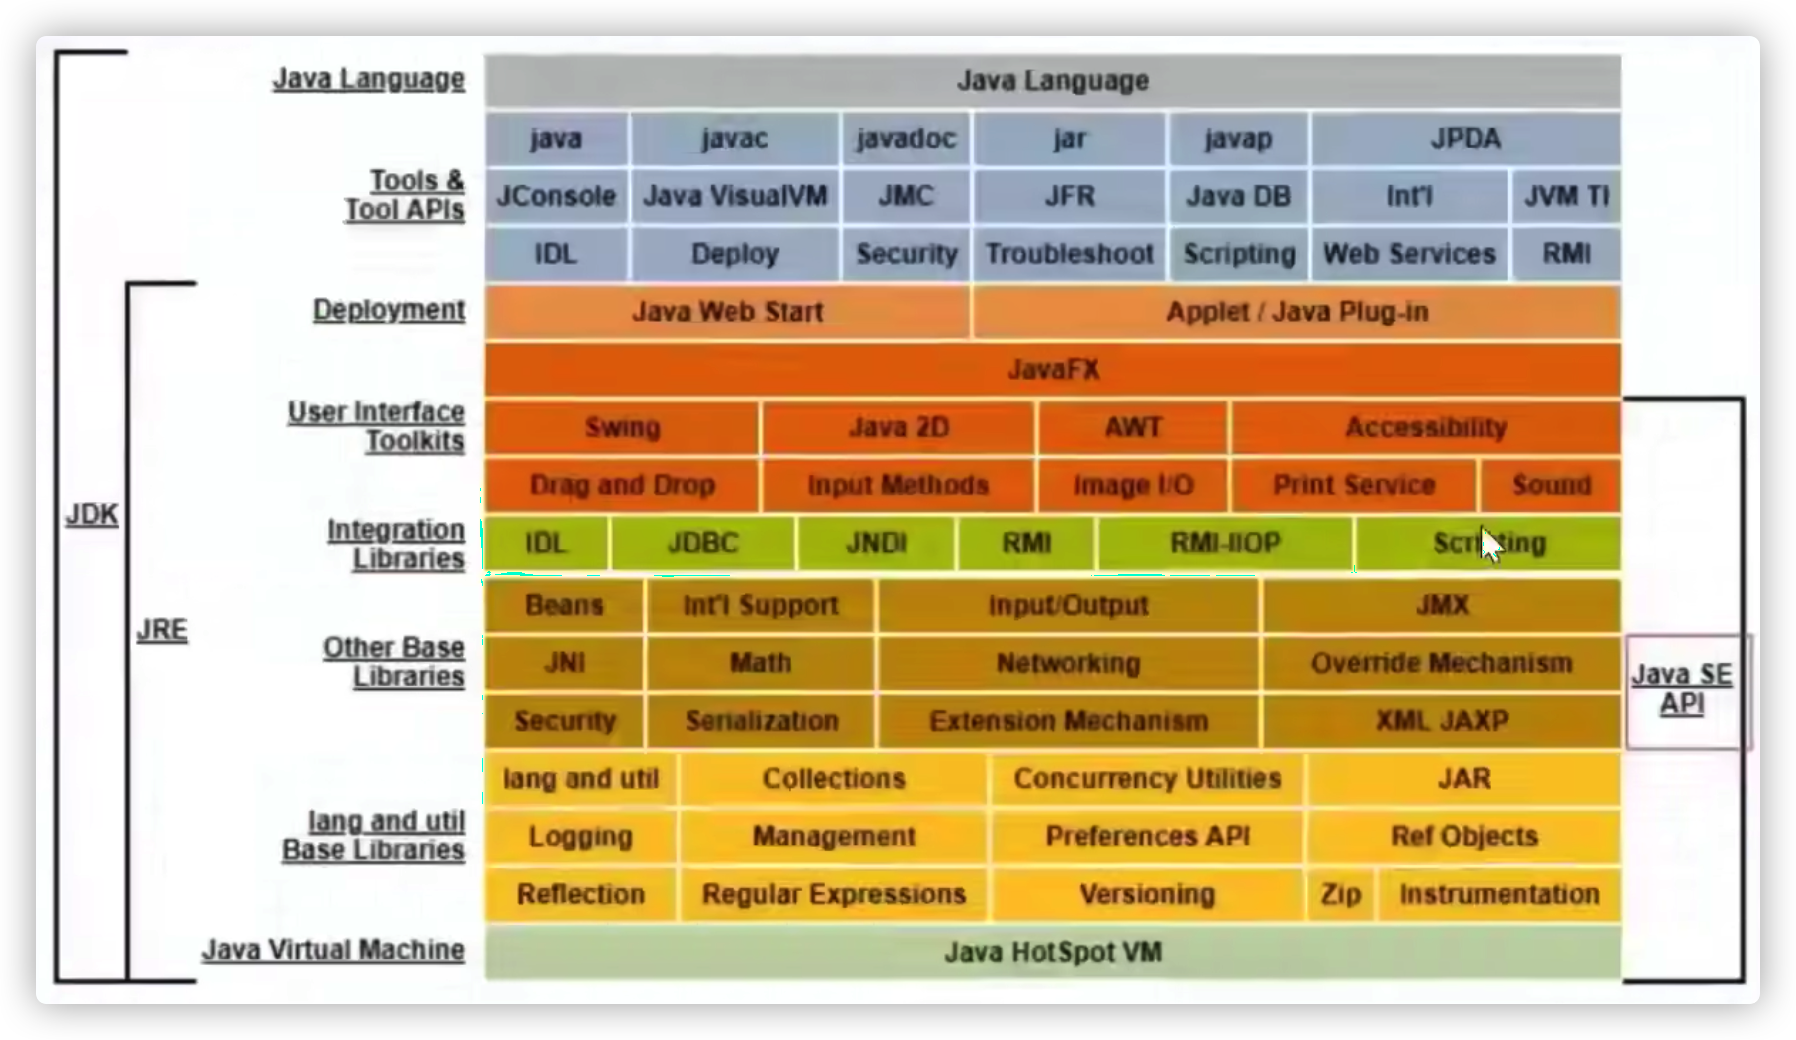 Java Language
Java Language
java javac javadoc jar javap JPDA
Tools &
Tool APIs
JConsole Java VisualVM JMC JFR Java DB Int'l JVM TI
IDL Deploy Security Troubleshoot Scripting Web Services RMI
Deployment
Java Web Start Applet / Java Plug-in
JavaFX
User Interface
Toolkits
Swing Java 2D AWT Accessibility
Drag and Drop Input Methods Image I/O Print Service Sound
JDK
Integration
Libraries
IDL JDBC JNDI RMI RMI-IIOP Scripting
Beans Int'l Support Input/Output JMX
JRE
Other Base
Libraries
JNI Math Networking Override Mechanism
Java SE
API
Security Serialization Extension Mechanism XML JAXP
lang and util Collections Concurrency Utilities JAR
lang and util
Base Libraries
Logging Management Preferences API Ref Objects
Reflection Regular Expressions Versioning Zip Instrumentation
Java Virtual Machine
Java HotSpot VM